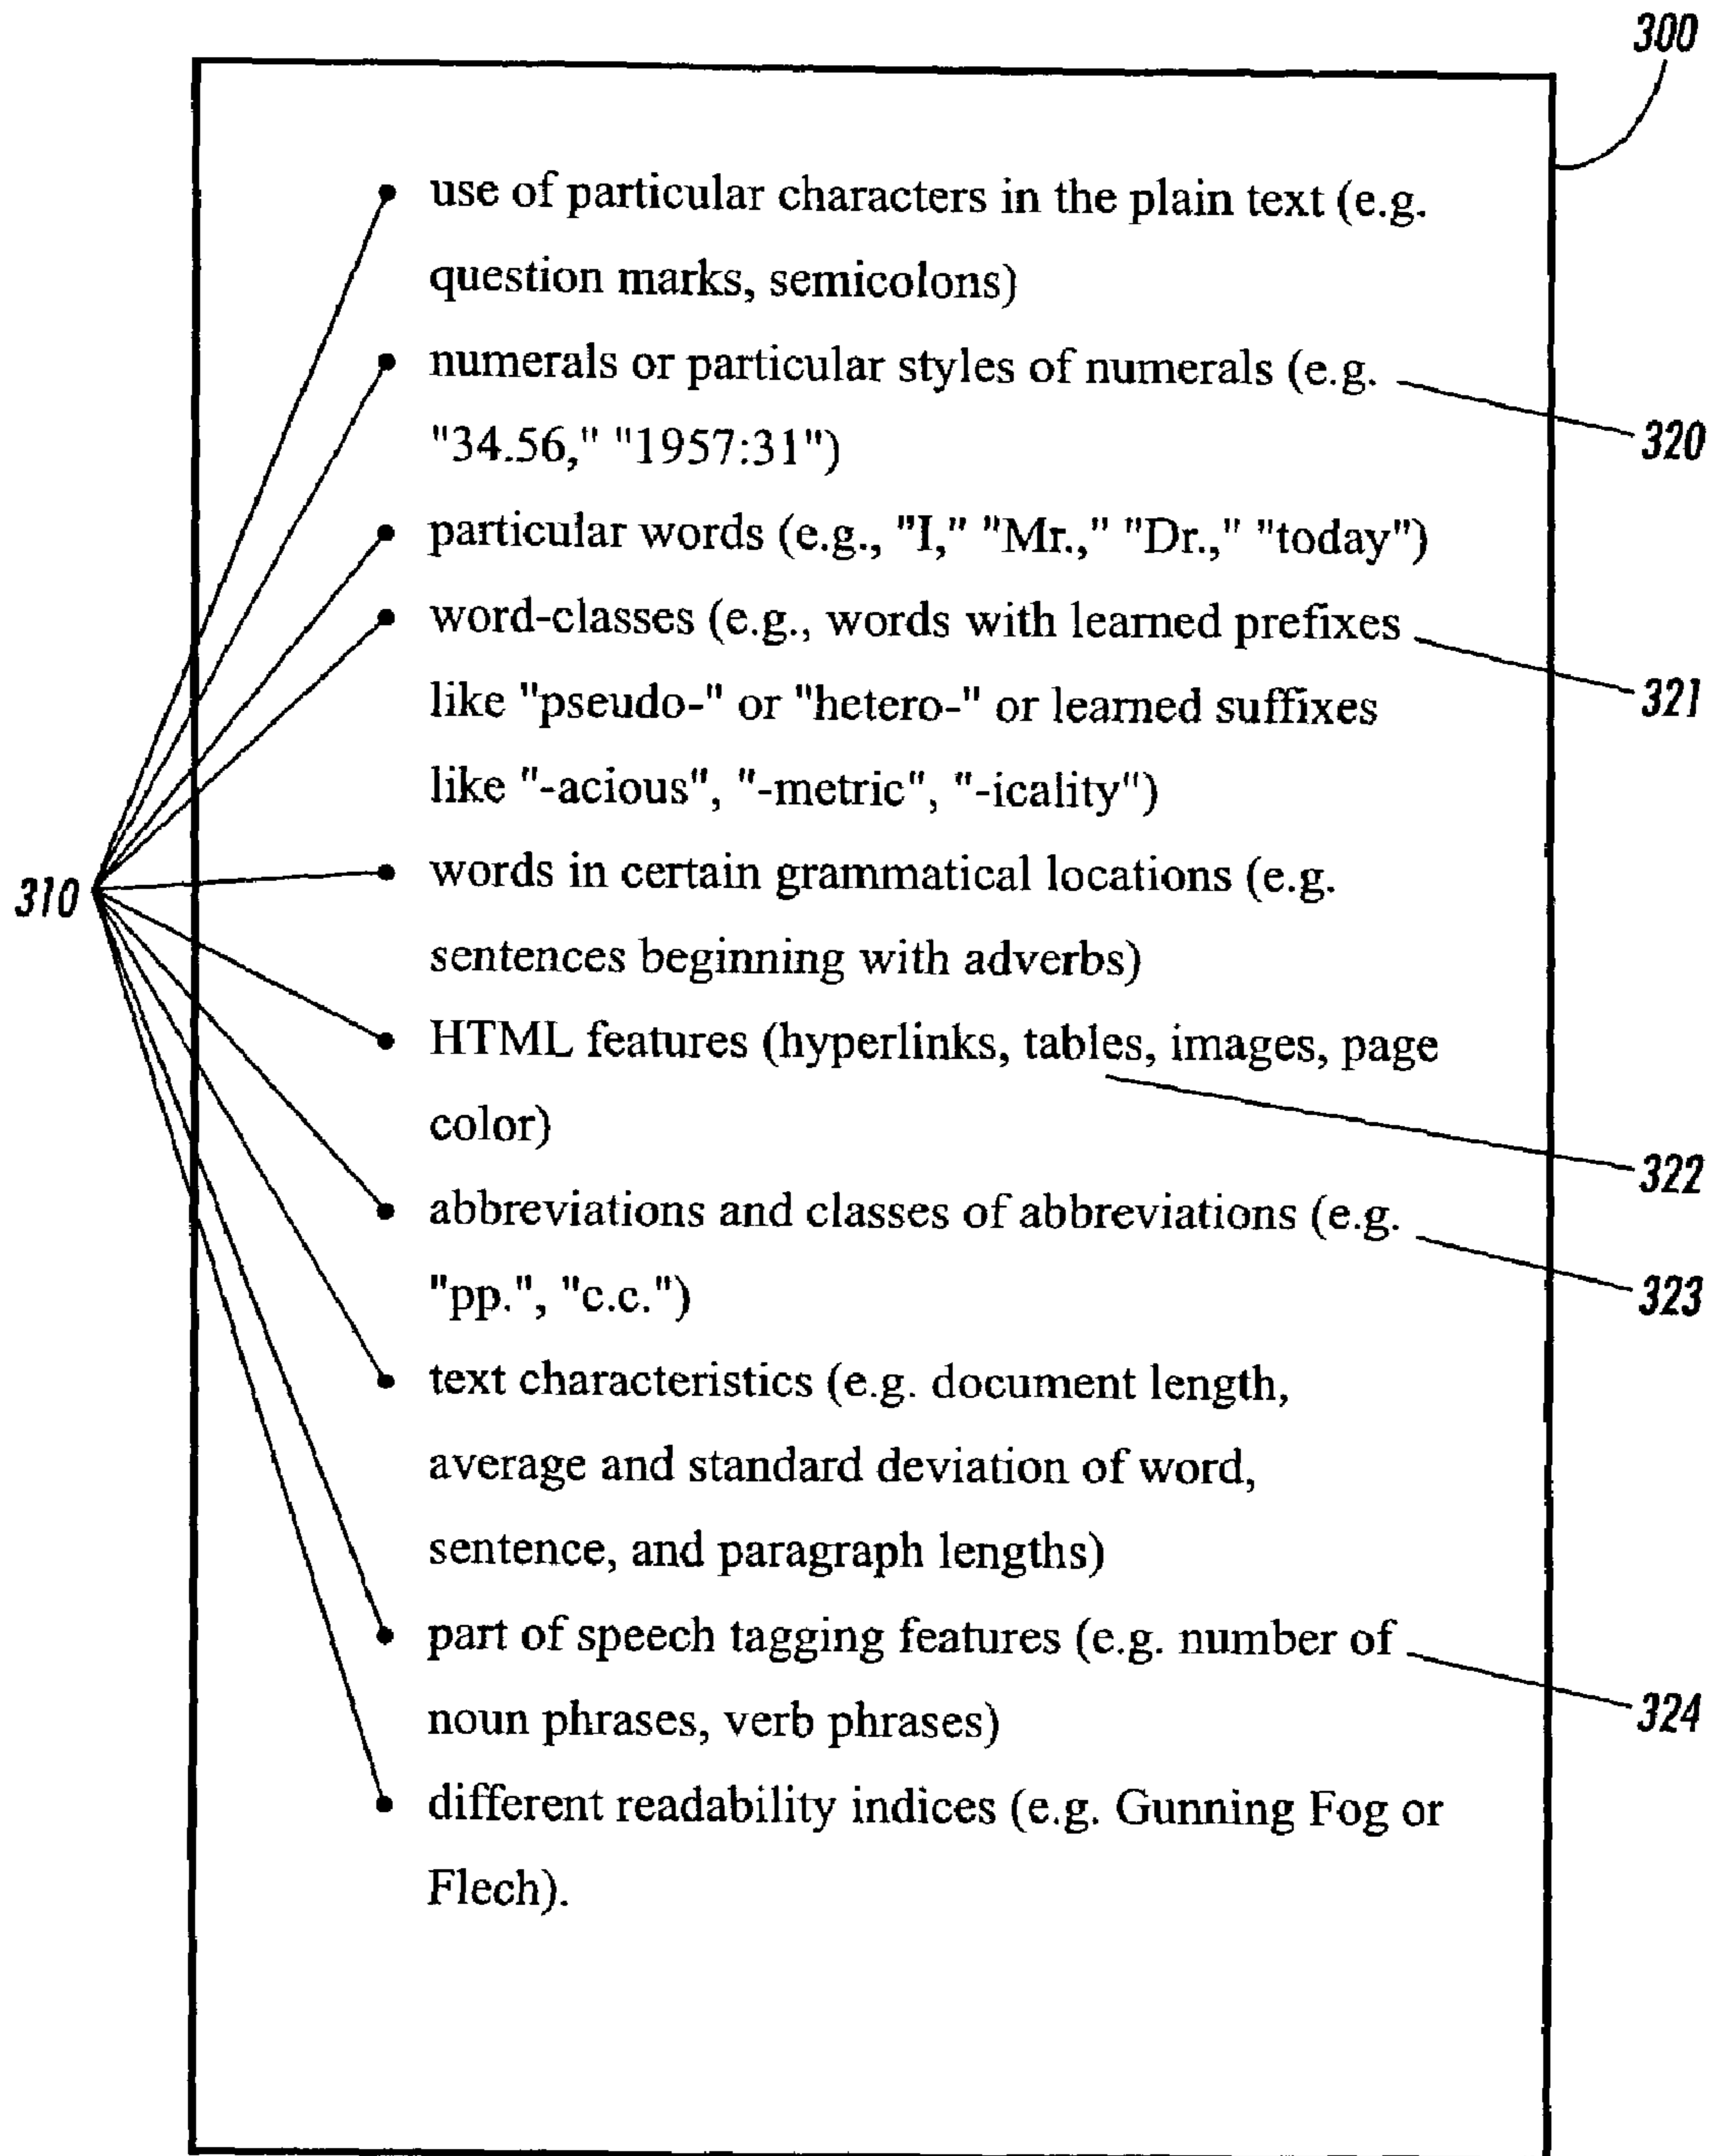 300
• use of particular characters in the plain text (e.g.
question marks, semicolons)
• numerals or particular styles of numerals (e.g.
320
"34.56," "1957:31")
• particular words (e.g., "I," "Mr.," "Dr.," "today")
• word-classes (e.g., words with learned prefixes
321
like "pseudo-" or "hetero-" or learned suffixes
like "-acious", "-metric", "-icality")
310
• words in certain grammatical locations (e.g.
sentences beginning with adverbs)
• HTML features (hyperlinks, tables, images, page
color)
322
• abbreviations and classes of abbreviations (e.g.
323
"pp.", "c.c.")
• text characteristics (e.g. document length,
average and standard deviation of word,
sentence, and paragraph lengths)
• part of speech tagging features (e.g. number of
324
noun phrases, verb phrases)
• different readability indices (e.g. Gunning Fog or
Flech).